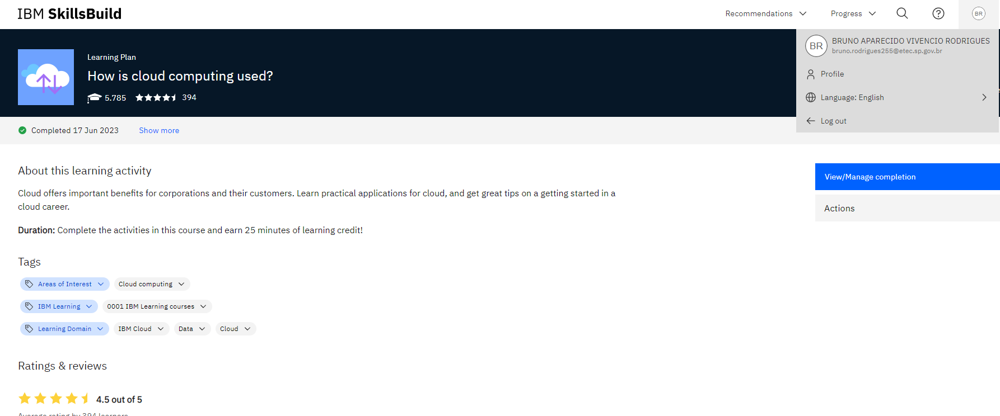 IBM SkillsBuild
Recommendations
Progress
BR
BR
BRUNO APARECIDO VIVENCIO RODRIGUES
bruno.rodrigues255@etec.sp.gov.br
Profile
Language: English
Log out
Learning Plan
How is cloud computing used?
5.785 394
Completed 17 Jun 2023 Show more
About this learning activity
Cloud offers important benefits for corporations and their customers. Learn practical applications for cloud, and get great tips on a getting started in a
cloud career.
Duration: Complete the activities in this course and earn 25 minutes of learning credit!
View/Manage completion
Actions
Tags
Areas of Interest Cloud computing
IBM Learning 0001 IBM Learning courses
Learning Domain IBM Cloud Data Cloud
Ratings & reviews
4.5 out of 5
Average rating by 394 learners